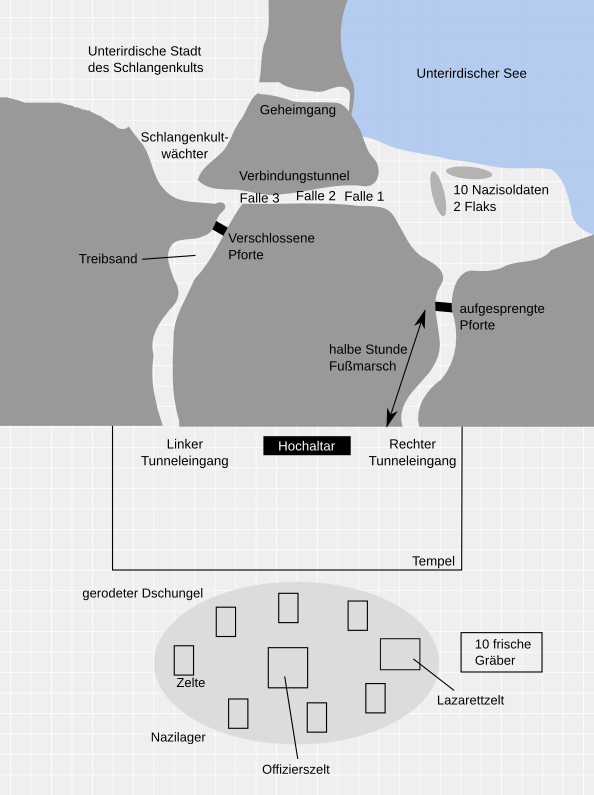 Unterirdische Stadt
des Schlangenkults
Unterirdischer See
Geheimgang
Schlangenkult-
wächter
Verbindungstunnel
10 Nazisoldaten
2 Flaks
Falle 3
Falle 2
Falle 1
Verschlossene
Pforte
Treibsand
aufgesprengte
Pforte
halbe Stunde
Fußmarsch
Linker
Tunneleingang
Hochaltar
Rechter
Tunneleingang
Tempel
gerodeter Dschungel
10 frische
Gräber
Zelte
Lazarettzelt
Nazilager
Offizierszelt